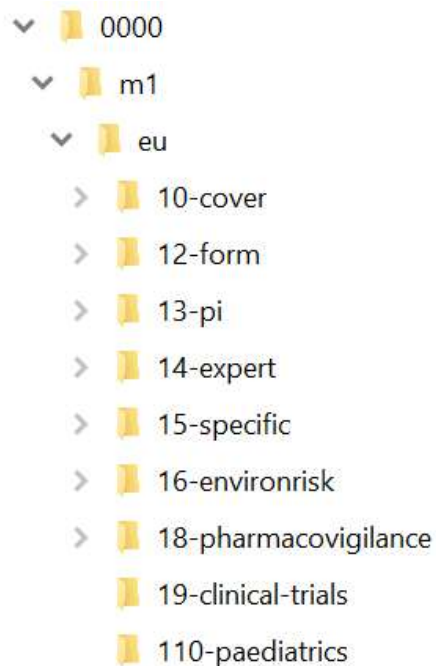 0000
m1
eu
10-cover
12-form
13-pi
14-expert
15-specific
16-environrisk
18-pharmacovigilance
19-clinical-trials
110-paediatrics